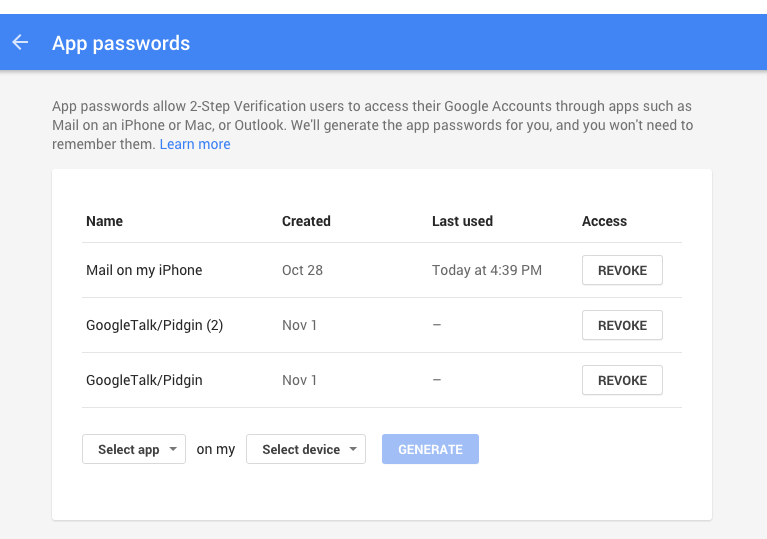 App passwords
App passwords allow 2-Step Verification users to access their Google Accounts through apps such as
Mail on an iPhone or Mac, or Outlook. We'll generate the app passwords for you, and you won't need to
remember them. Learn more
Name Created Last used Access
Mail on my iPhone Oct 28 Today at 4:39 PM REVOKE
GoogleTalk/Pidgin (2) Nov 1 – REVOKE
GoogleTalk/Pidgin Nov 1 – REVOKE
Select app on my Select device GENERATE